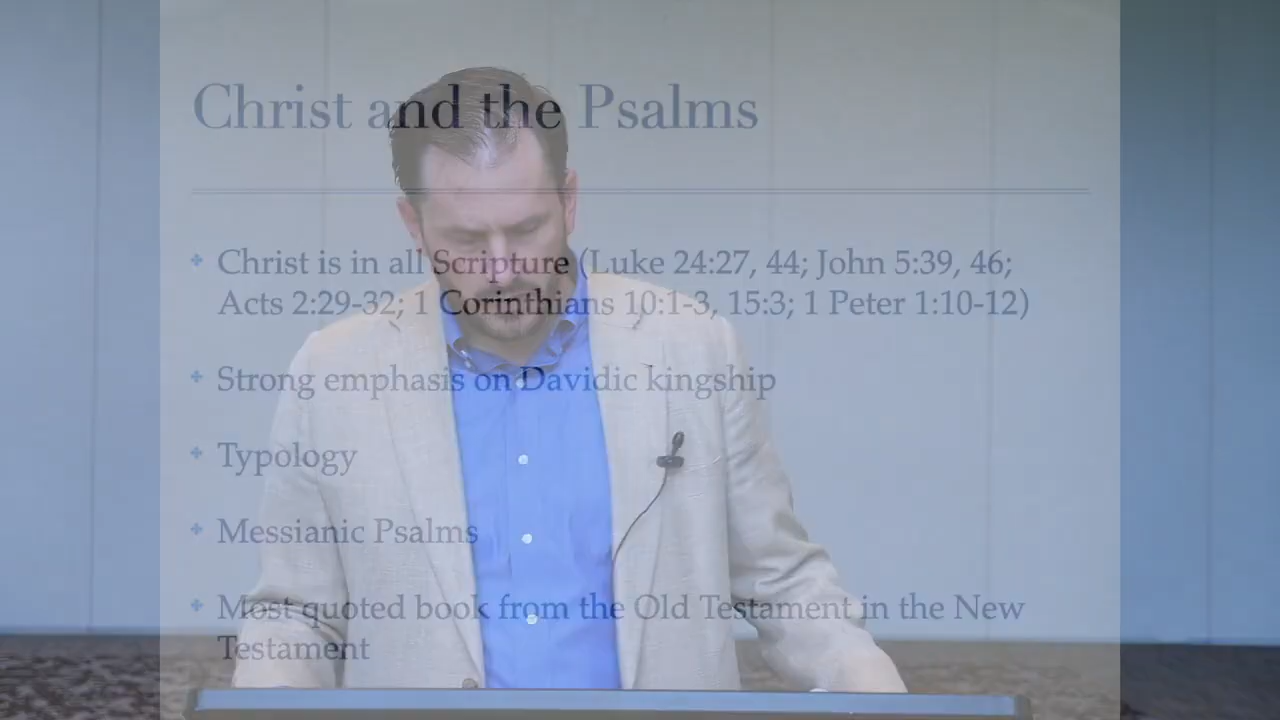 Christ and the Psalms
Christ is in all Scripture (Luke 24:27, 44; John 5:39, 46;
Acts 2:29-32; 1 Corinthians 10:1-3, 15:3; 1 Peter 1:10-12)
Strong emphasis on Davidic kingship
Typology
Messianic Psalms
Most quoted book from the Old Testament in the New
Testament